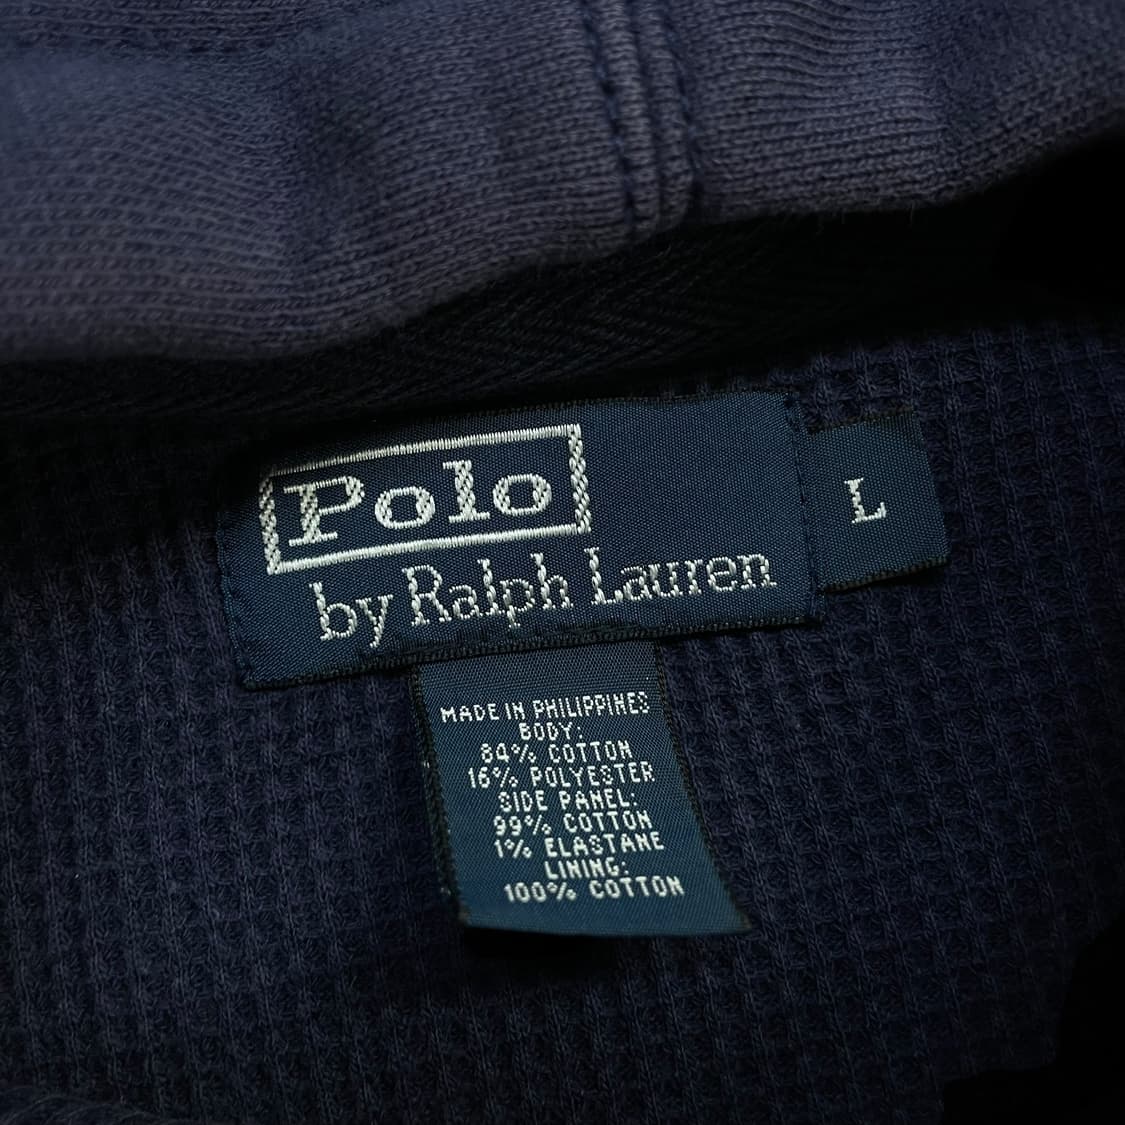 Polo
by Ralph Lauren
L
MADE IN PHILIPPINES
BODY:
84% COTTON
16% POLYESTER
SIDE PANEL:
99% COTTON
1% ELASTANE
LINING:
100% COTTON